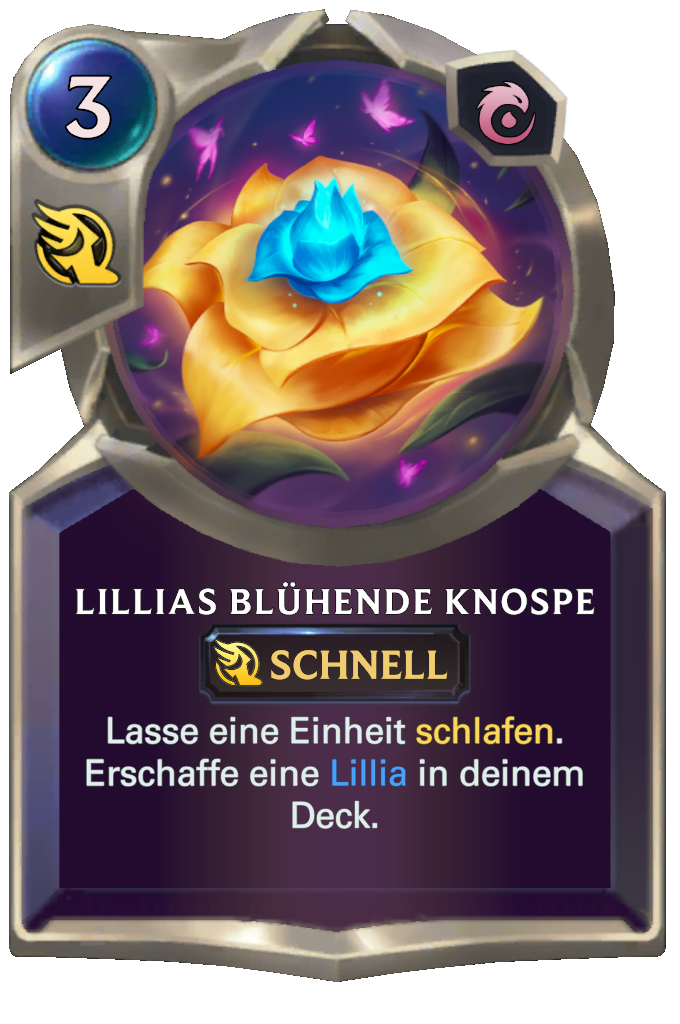 3
LILLIAS BLÜHENDE KNOSPE
SCHNELL
Lasse eine Einheit schlafen.
Erschaffe eine Lillia in deinem
Deck.